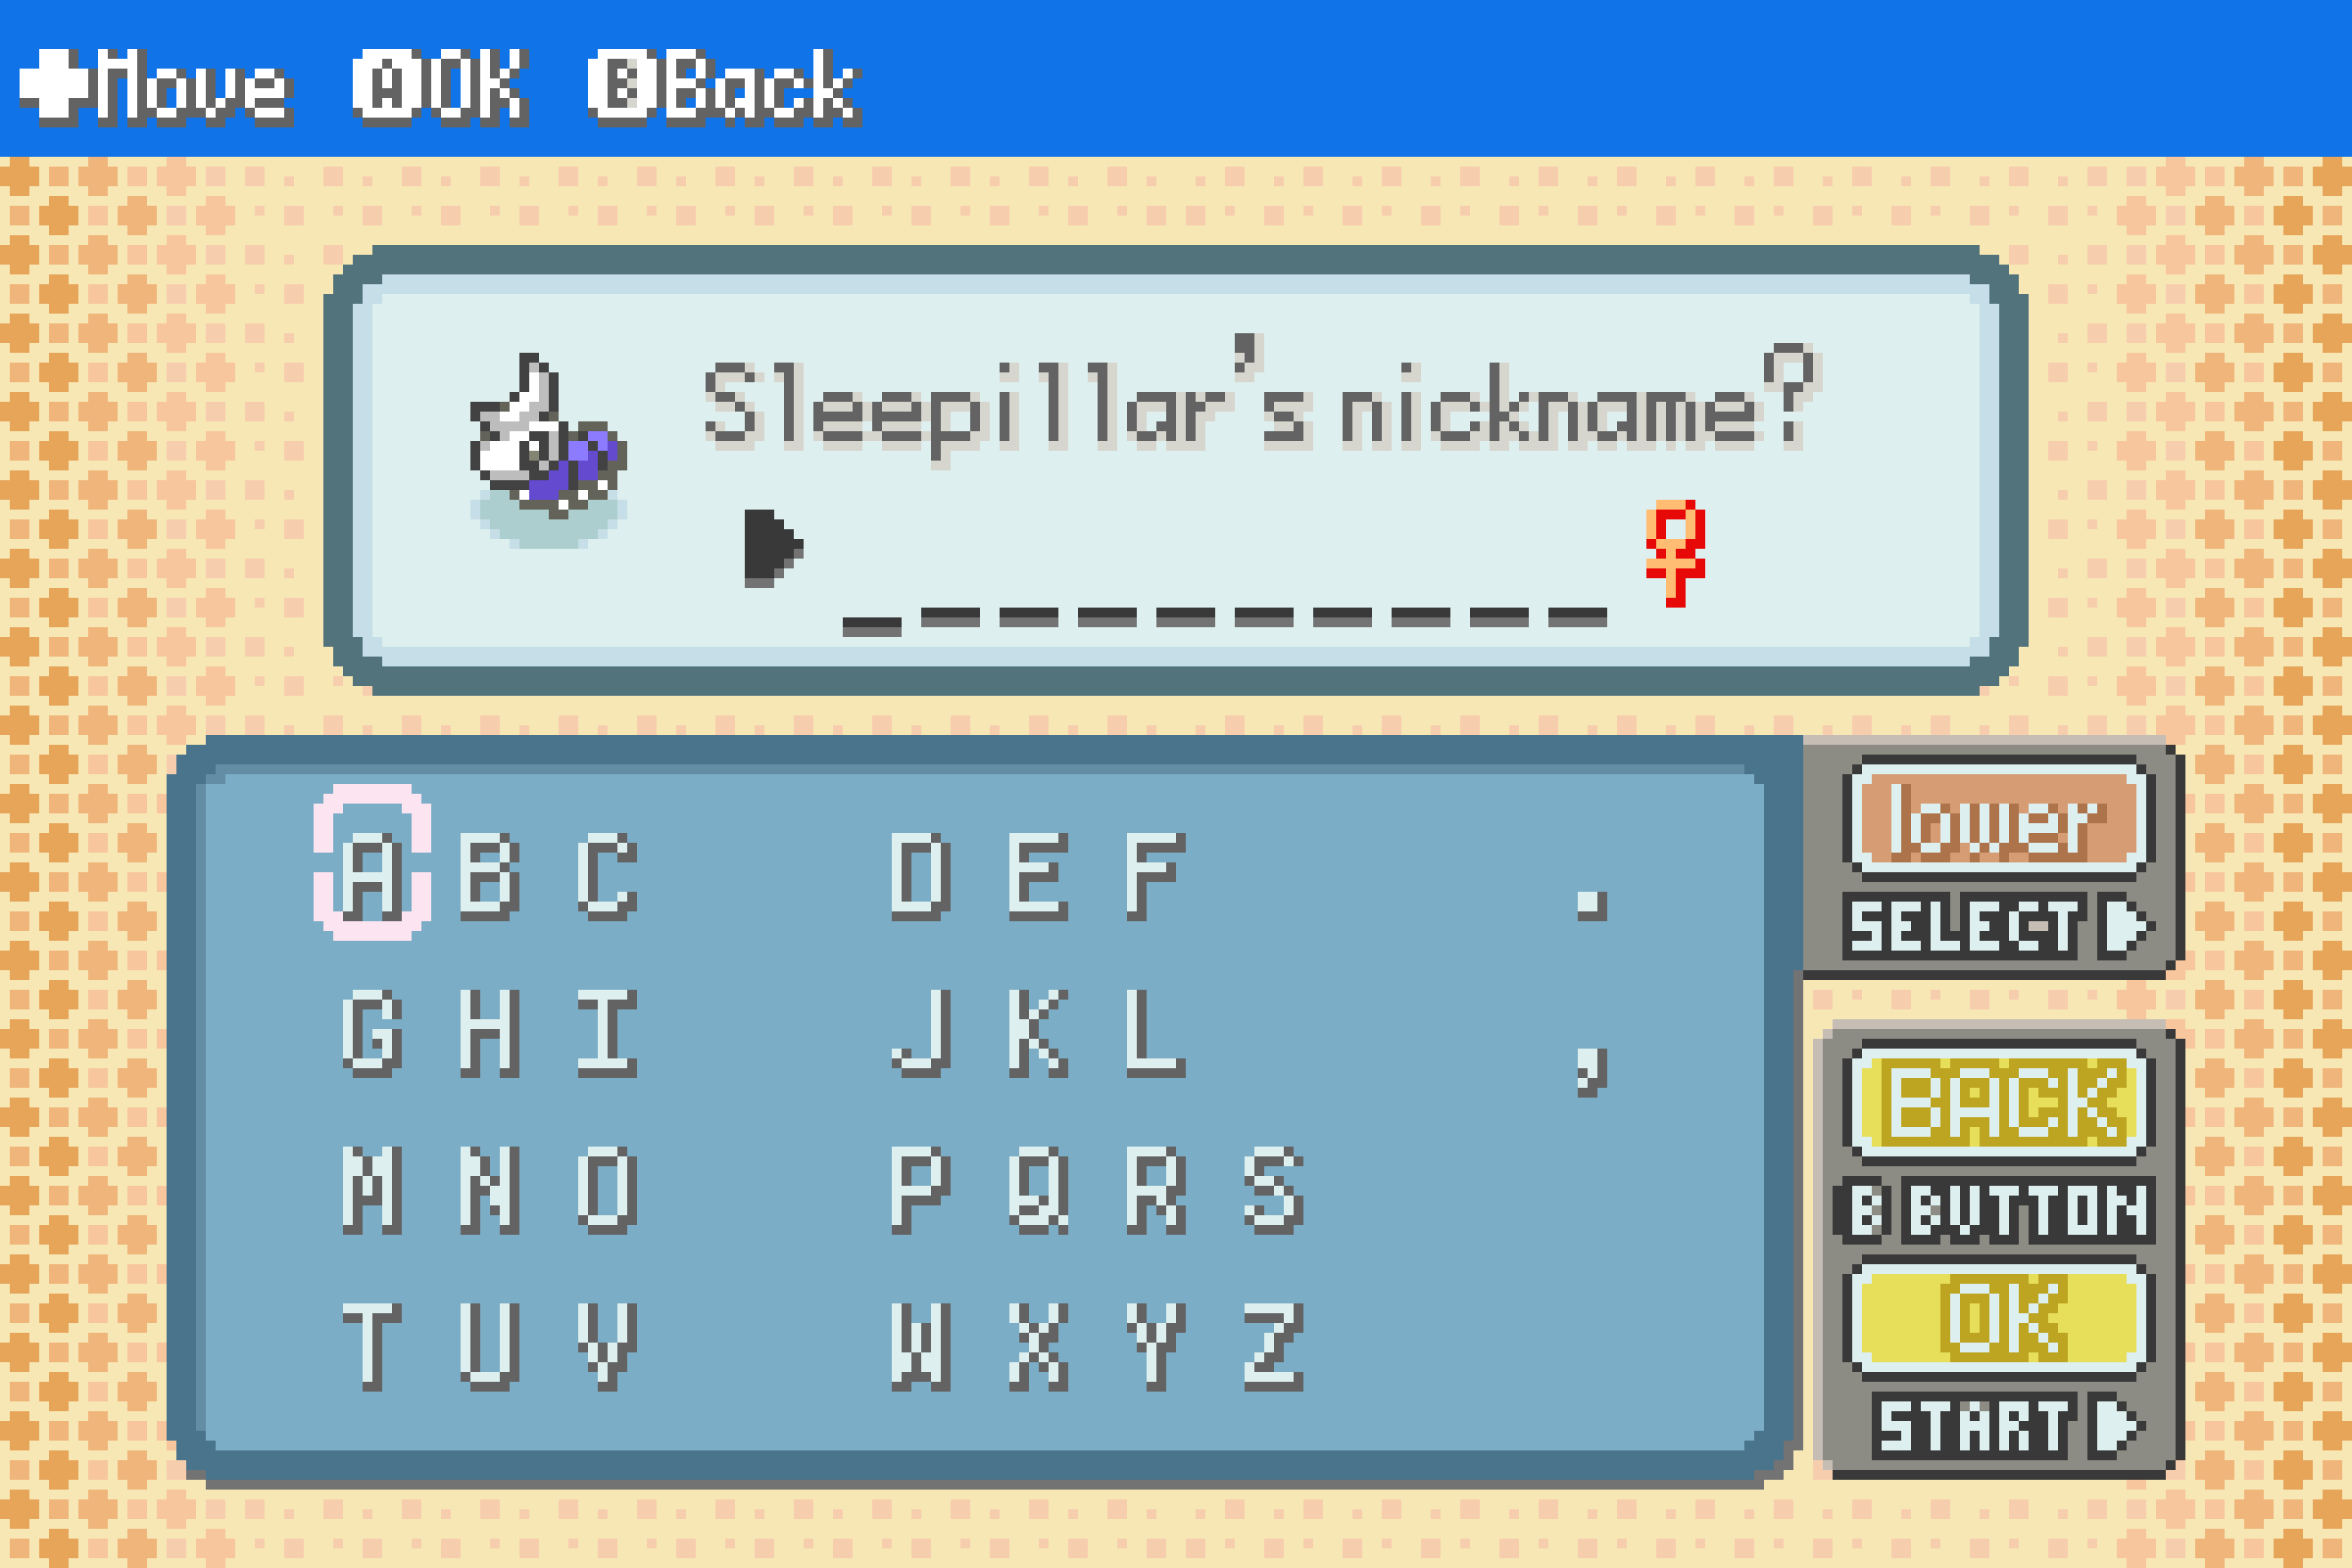 Move A OK B Back
Sleepillar's nickname?
♀
A B C D E F .
G H I J K L ,
M N O P Q R S
T U V W X Y Z
lower
SELECT
BACK
B BUTTON
OK
START